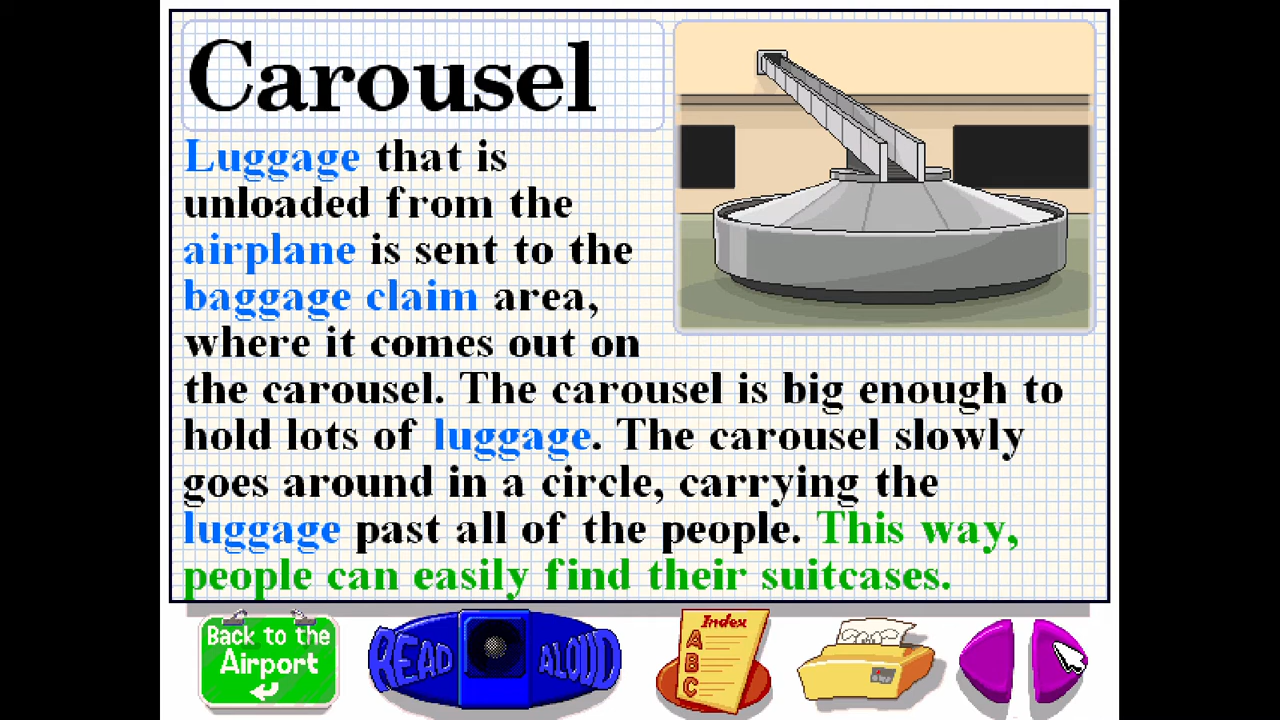 Carousel
Luggage that is
unloaded from the
airplane is sent to the
baggage claim area,
where it comes out on
the carousel. The carousel is big enough to
hold lots of luggage. The carousel slowly
goes around in a circle, carrying the
luggage past all of the people. This way,
people can easily find their suitcases.
Back to the
Airport
READ ALOUD
Index
A
B
C